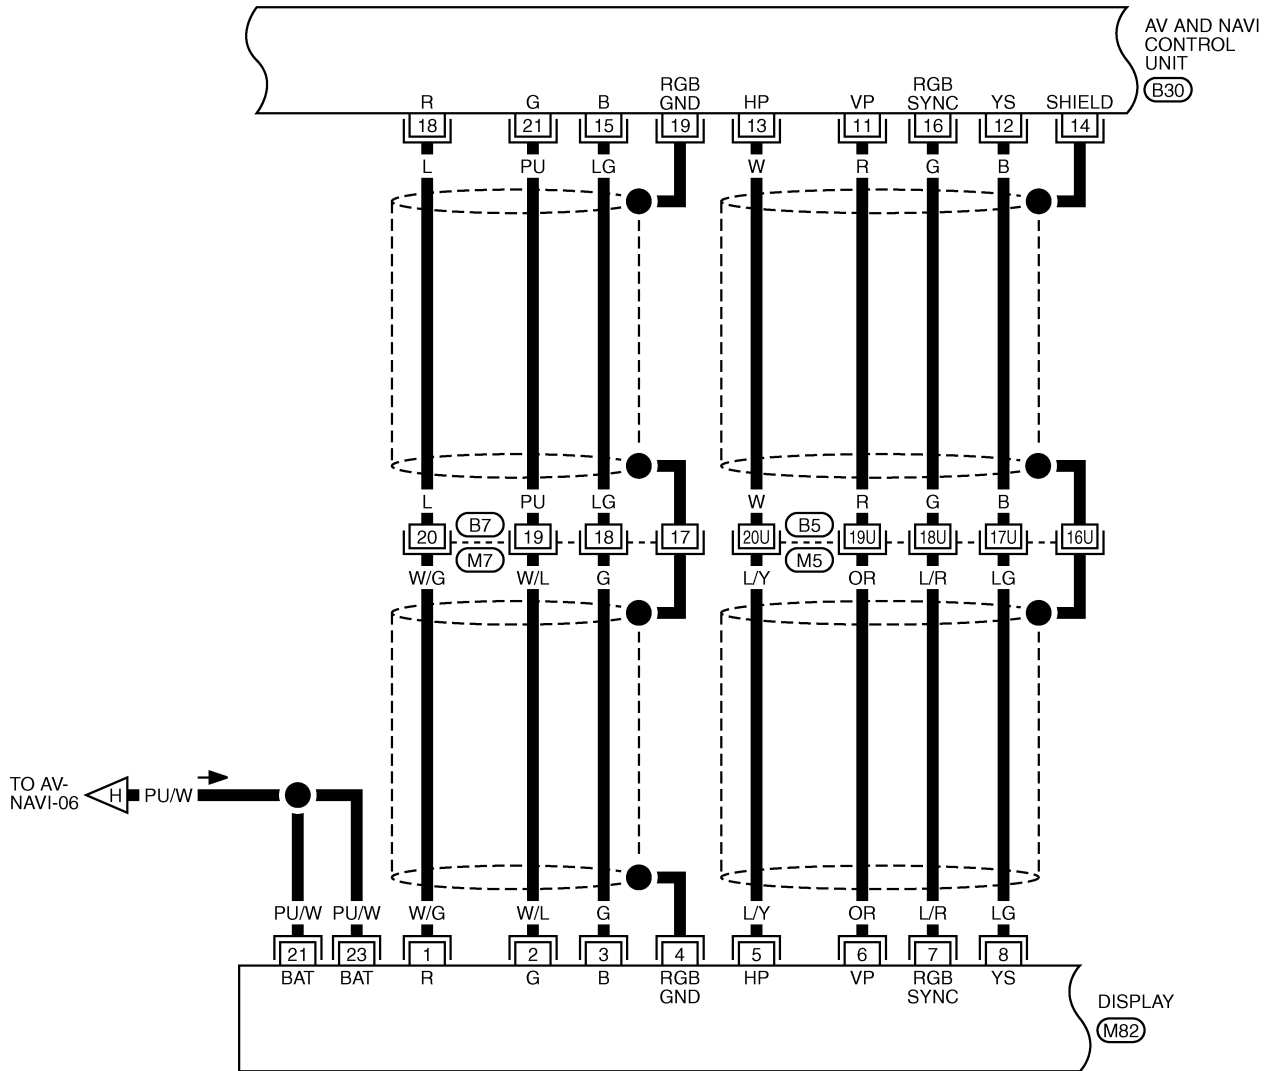 AV AND NAVI
CONTROL
UNIT
B30
RGB RGB
R G B GND HP VP SYNC YS SHIELD
18 21 15 19 13 11 16 12 14
L PU LG W R G B
L PU LG W R G B
B7 B5
20 19 18 17 20U 19U 18U 17U 16U
M7 M5
W/G W/L G L/Y OR L/R LG
TO AV-
NAVI-06
H PU/W
PU/W PU/W W/G W/L G L/Y OR L/R LG
21 23 1 2 3 4 5 6 7 8
BAT BAT R G B RGB HP VP RGB YS
GND SYNC
DISPLAY
M82